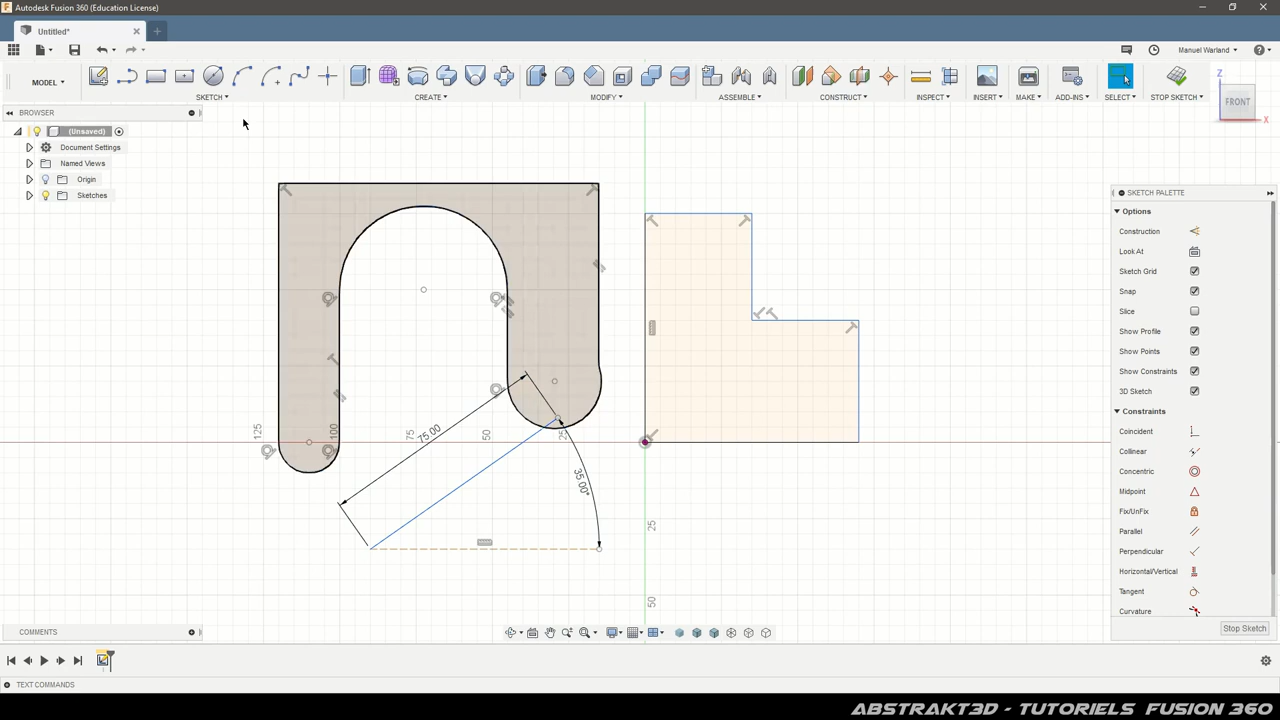 Autodesk Fusion 360 (Education License)
Untitled*
Manuel Warland
MODEL
SKETCH
CREATE
MODIFY
ASSEMBLE
CONSTRUCT
INSPECT
INSERT
MAKE
ADD-INS
SELECT
STOP SKETCH
Z
FRONT
X
BROWSER
(Unsaved)
Document Settings
Named Views
Origin
Sketches
SKETCH PALETTE
Options
Construction
Look At
Sketch Grid
Snap
Slice
Show Profile
Show Points
Show Constraints
3D Sketch
Constraints
Coincident
Collinear
Concentric
Midpoint
Fix/UnFix
Parallel
Perpendicular
Horizontal/Vertical
Tangent
Curvature
Stop Sketch
125
100
75
50
25
75.00
35.00°
25
50
COMMENTS
TEXT COMMANDS
ABSTRAKT3D - TUTORIELS FUSION 360